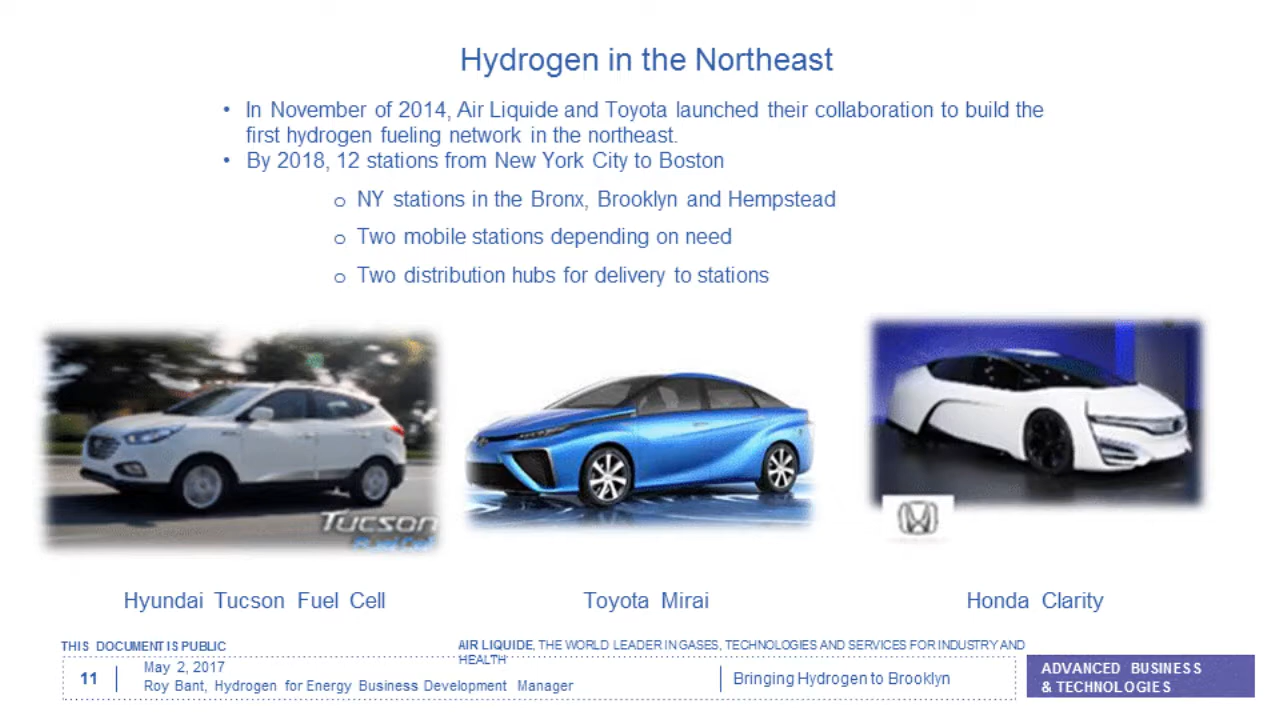 Hydrogen in the Northeast
• In November of 2014, Air Liquide and Toyota launched their collaboration to build the
first hydrogen fueling network in the northeast.
• By 2018, 12 stations from New York City to Boston
o NY stations in the Bronx, Brooklyn and Hempstead
o Two mobile stations depending on need
o Two distribution hubs for delivery to stations
Tucson
Fuel Cell
Hyundai Tucson Fuel Cell
Toyota Mirai
Honda Clarity
THIS DOCUMENT IS PUBLIC
AIR LIQUIDE, THE WORLD LEADER IN GASES, TECHNOLOGIES AND SERVICES FOR INDUSTRY AND
HEALTH
11
May 2, 2017
Roy Bant, Hydrogen for Energy Business Development Manager
Bringing Hydrogen to Brooklyn
ADVANCED BUSINESS
& TECHNOLOGIES